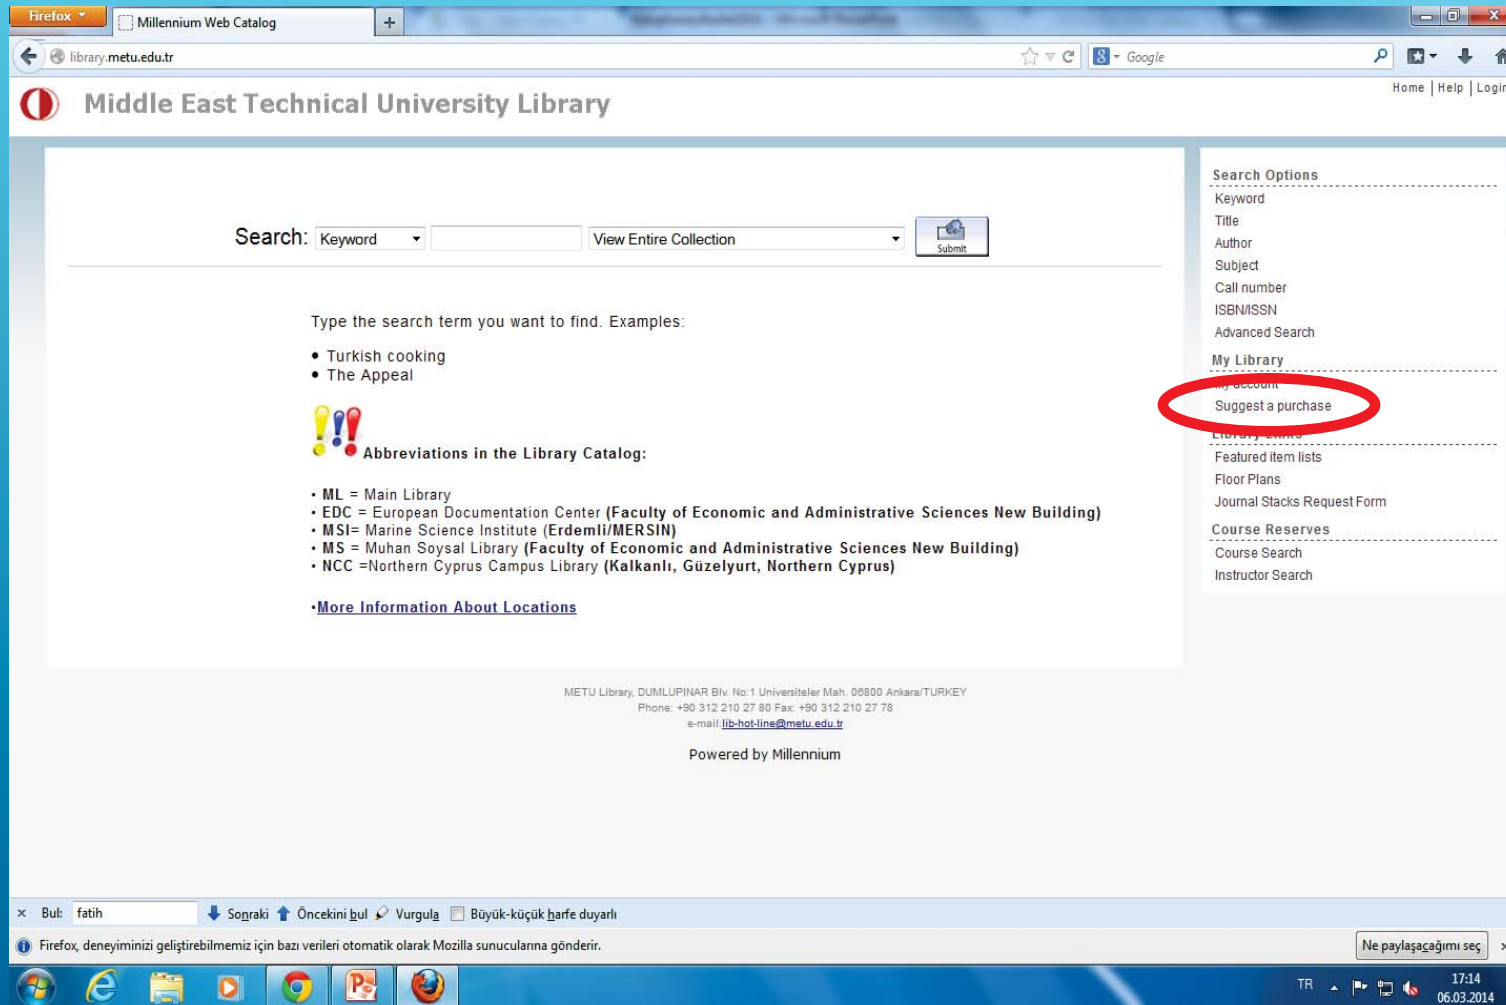 Firefox
Millennium Web Catalog
library.metu.edu.tr
Google
Middle East Technical University Library
Home | Help | Login
Search: Keyword View Entire Collection Submit
Type the search term you want to find. Examples:
• Turkish cooking
• The Appeal
Abbreviations in the Library Catalog:
• ML = Main Library
• EDC = European Documentation Center (Faculty of Economic and Administrative Sciences New Building)
• MSI= Marine Science Institute (Erdemli/MERSIN)
• MS = Muhan Soysal Library (Faculty of Economic and Administrative Sciences New Building)
• NCC =Northern Cyprus Campus Library (Kalkanlı, Güzelyurt, Northern Cyprus)
•More Information About Locations
Search Options
Keyword
Title
Author
Subject
Call number
ISBN/ISSN
Advanced Search
My Library
My account
Suggest a purchase
Library Links
Featured item lists
Floor Plans
Journal Stacks Request Form
Course Reserves
Course Search
Instructor Search
METU Library, DUMLUPINAR Blv. No:1 Universiteler Mah. 06800 Ankara/TURKEY
Phone: +90 312 210 27 80 Fax: +90 312 210 27 78
e-mail:lib-hot-line@metu.edu.tr
Powered by Millennium
Bul: fatih Sonraki Öncekini bul Vurgula Büyük-küçük harfe duyarlı
Firefox, deneyiminizi geliştirebilmemiz için bazı verileri otomatik olarak Mozilla sunucularına gönderir. Ne paylaşacağımı seç
TR 17:14
06.03.2014